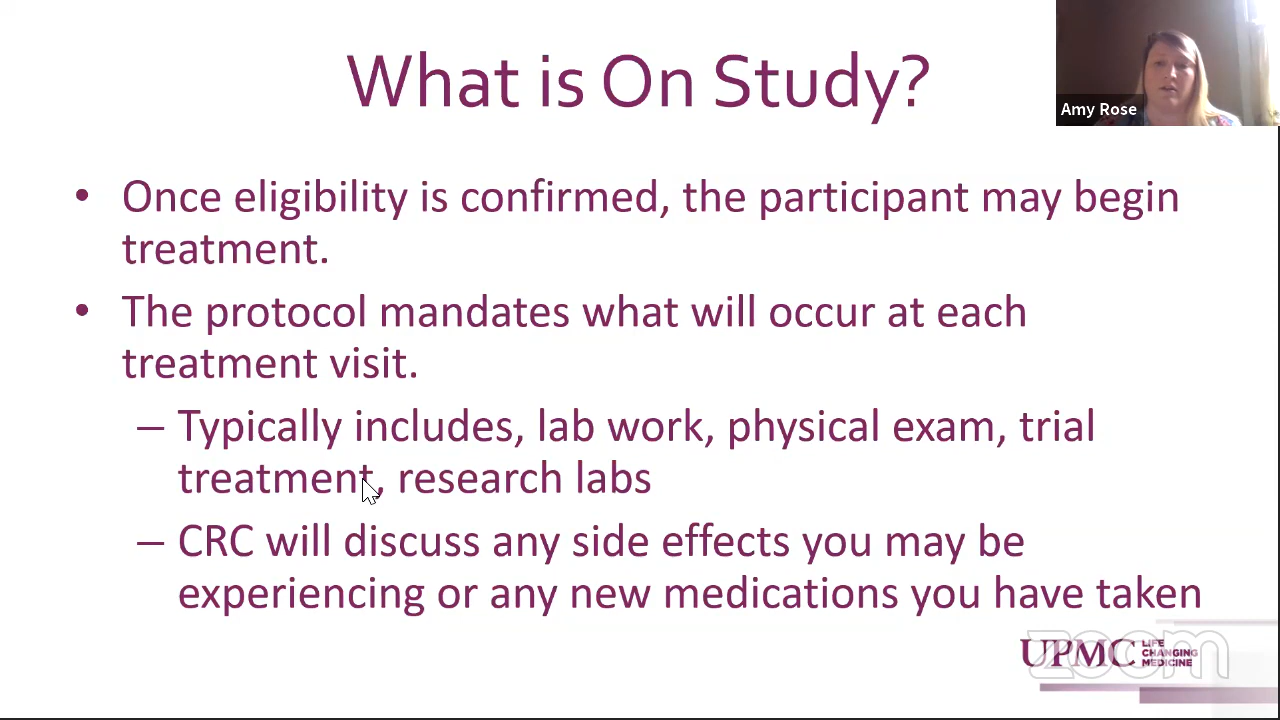 What is On Study?
Amy Rose
• Once eligibility is confirmed, the participant may begin
treatment.
• The protocol mandates what will occur at each
treatment visit.
– Typically includes, lab work, physical exam, trial
treatment, research labs
– CRC will discuss any side effects you may be
experiencing or any new medications you have taken
UPMC
LIFE
CHANGING
MEDICINE
zoom